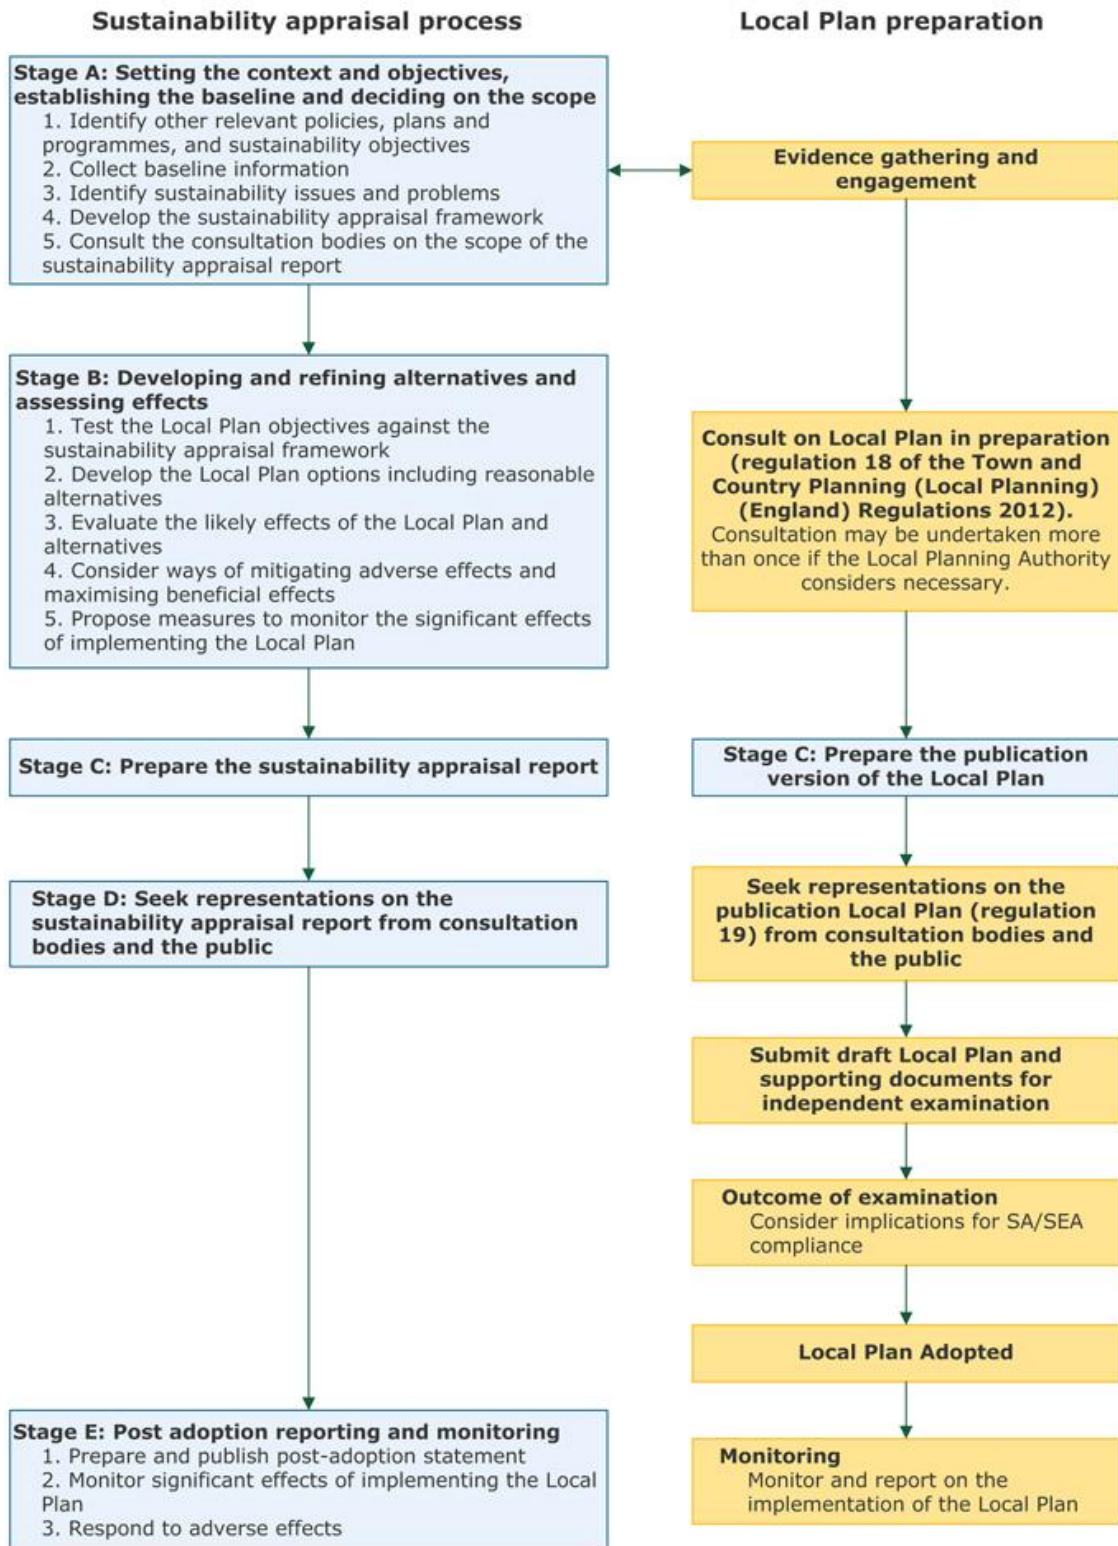 Sustainability appraisal process
Local Plan preparation
Stage A: Setting the context and objectives,
establishing the baseline and deciding on the scope
1. Identify other relevant policies, plans and
programmes, and sustainability objectives
2. Collect baseline information
3. Identify sustainability issues and problems
4. Develop the sustainability appraisal framework
5. Consult the consultation bodies on the scope of the
sustainability appraisal report
Evidence gathering and
engagement
Stage B: Developing and refining alternatives and
assessing effects
1. Test the Local Plan objectives against the
sustainability appraisal framework
2. Develop the Local Plan options including reasonable
alternatives
3. Evaluate the likely effects of the Local Plan and
alternatives
4. Consider ways of mitigating adverse effects and
maximising beneficial effects
5. Propose measures to monitor the significant effects
of implementing the Local Plan
Consult on Local Plan in preparation
(regulation 18 of the Town and
Country Planning (Local Planning)
(England) Regulations 2012).
Consultation may be undertaken more
than once if the Local Planning Authority
considers necessary.
Stage C: Prepare the sustainability appraisal report
Stage C: Prepare the publication
version of the Local Plan
Stage D: Seek representations on the
sustainability appraisal report from consultation
bodies and the public
Seek representations on the
publication Local Plan (regulation
19) from consultation bodies and
the public
Submit draft Local Plan and
supporting documents for
independent examination
Outcome of examination
Consider implications for SA/SEA
compliance
Local Plan Adopted
Stage E: Post adoption reporting and monitoring
1. Prepare and publish post-adoption statement
2. Monitor significant effects of implementing the Local
Plan
3. Respond to adverse effects
Monitoring
Monitor and report on the
implementation of the Local Plan